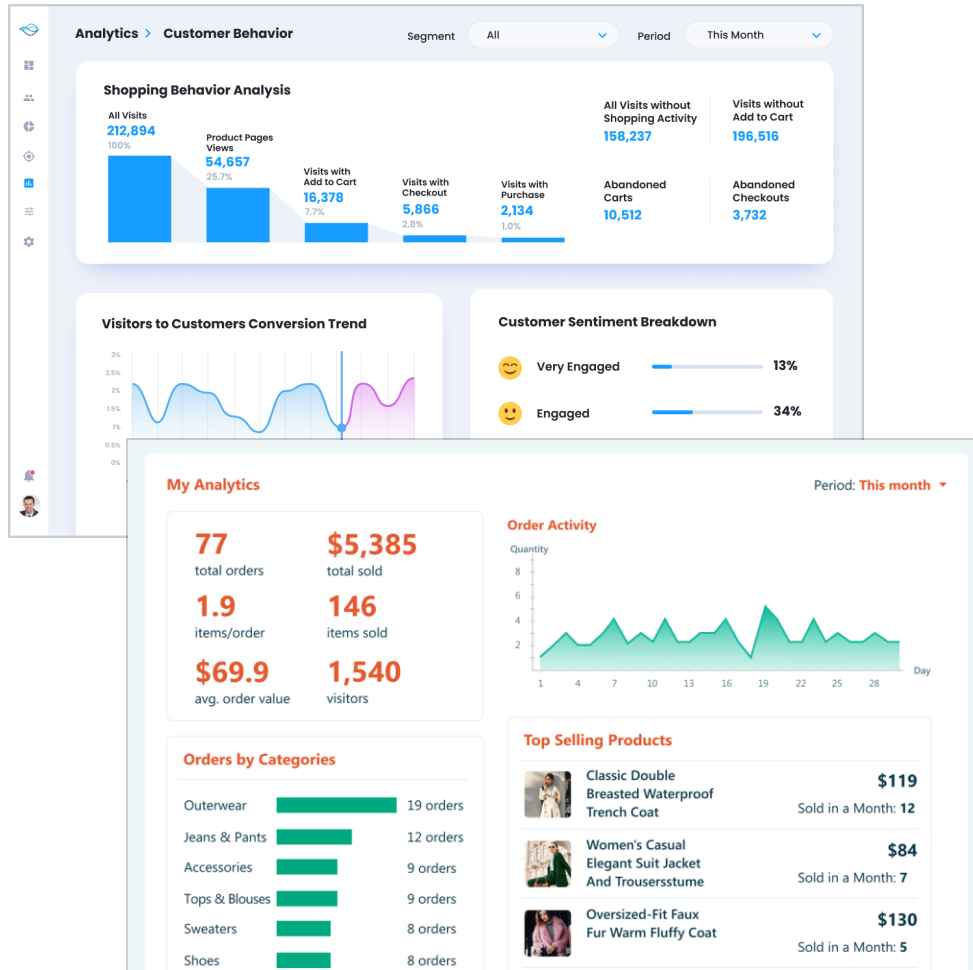 Analytics > Customer Behavior
Segment
All
Period
This Month
Shopping Behavior Analysis
All Visits
212,894
100%
Product Pages
Views
54,657
25.7%
Visits with
Add to Cart
16,378
7.7%
Visits with
Checkout
5,866
2.8%
Visits with
Purchase
2,134
1.0%
All Visits without
Shopping Activity
158,237
Visits without
Add to Cart
196,516
Abandoned
Carts
10,512
Abandoned
Checkouts
3,732
Visitors to Customers Conversion Trend
3%
2.5%
2%
1.5%
1%
0.5%
0%
Customer Sentiment Breakdown
Very Engaged
13%
Engaged
34%
My Analytics
Period: This month
77
total orders
$5,385
total sold
1.9
items/order
146
items sold
$69.9
avg. order value
1,540
visitors
Order Activity
Quantity
8
6
4
2
1 4 7 10 13 16 19 22 25 28
Day
Orders by Categories
Outerwear 19 orders
Jeans & Pants 12 orders
Accessories 9 orders
Tops & Blouses 9 orders
Sweaters 8 orders
Shoes 8 orders
Top Selling Products
Classic Double
Breasted Waterproof
Trench Coat
$119
Sold in a Month: 12
Women's Casual
Elegant Suit Jacket
And Trousersstume
$84
Sold in a Month: 7
Oversized-Fit Faux
Fur Warm Fluffy Coat
$130
Sold in a Month: 5